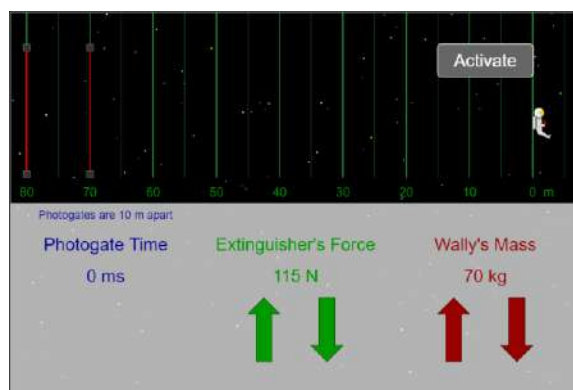 Activate
80 70 60 50 40 30 20 10 0 m
Photogates are 10 m apart
Photogate Time Extinguisher's Force Wally's Mass
0 ms 115 N 70 kg